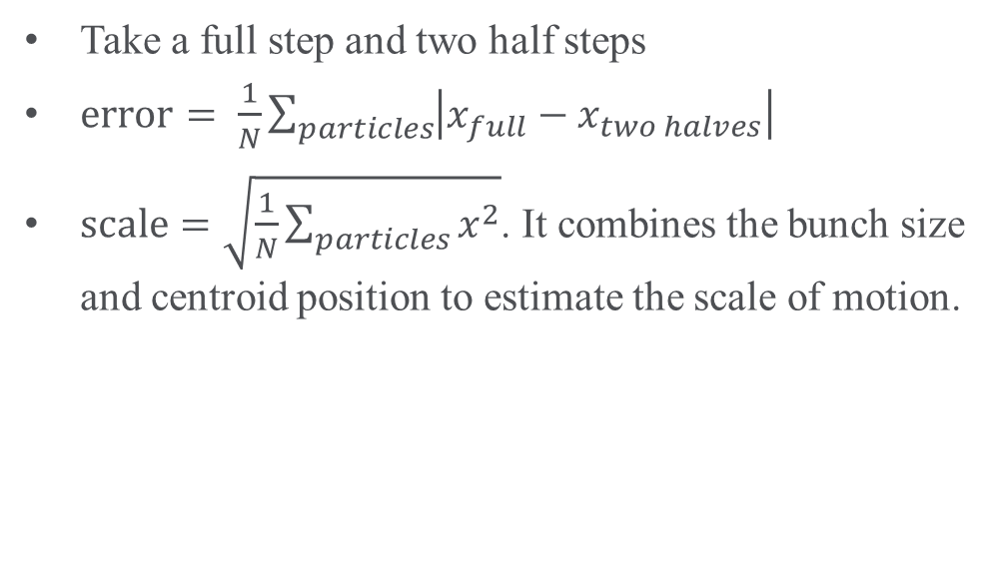 • Take a full step and two half steps
• error = \frac{1}{N} \sum_{particles} |x_{full} − x_{two halves}|
• scale = \sqrt{\frac{1}{N} \sum_{particles} x^2}. It combines the bunch size
and centroid position to estimate the scale of motion.